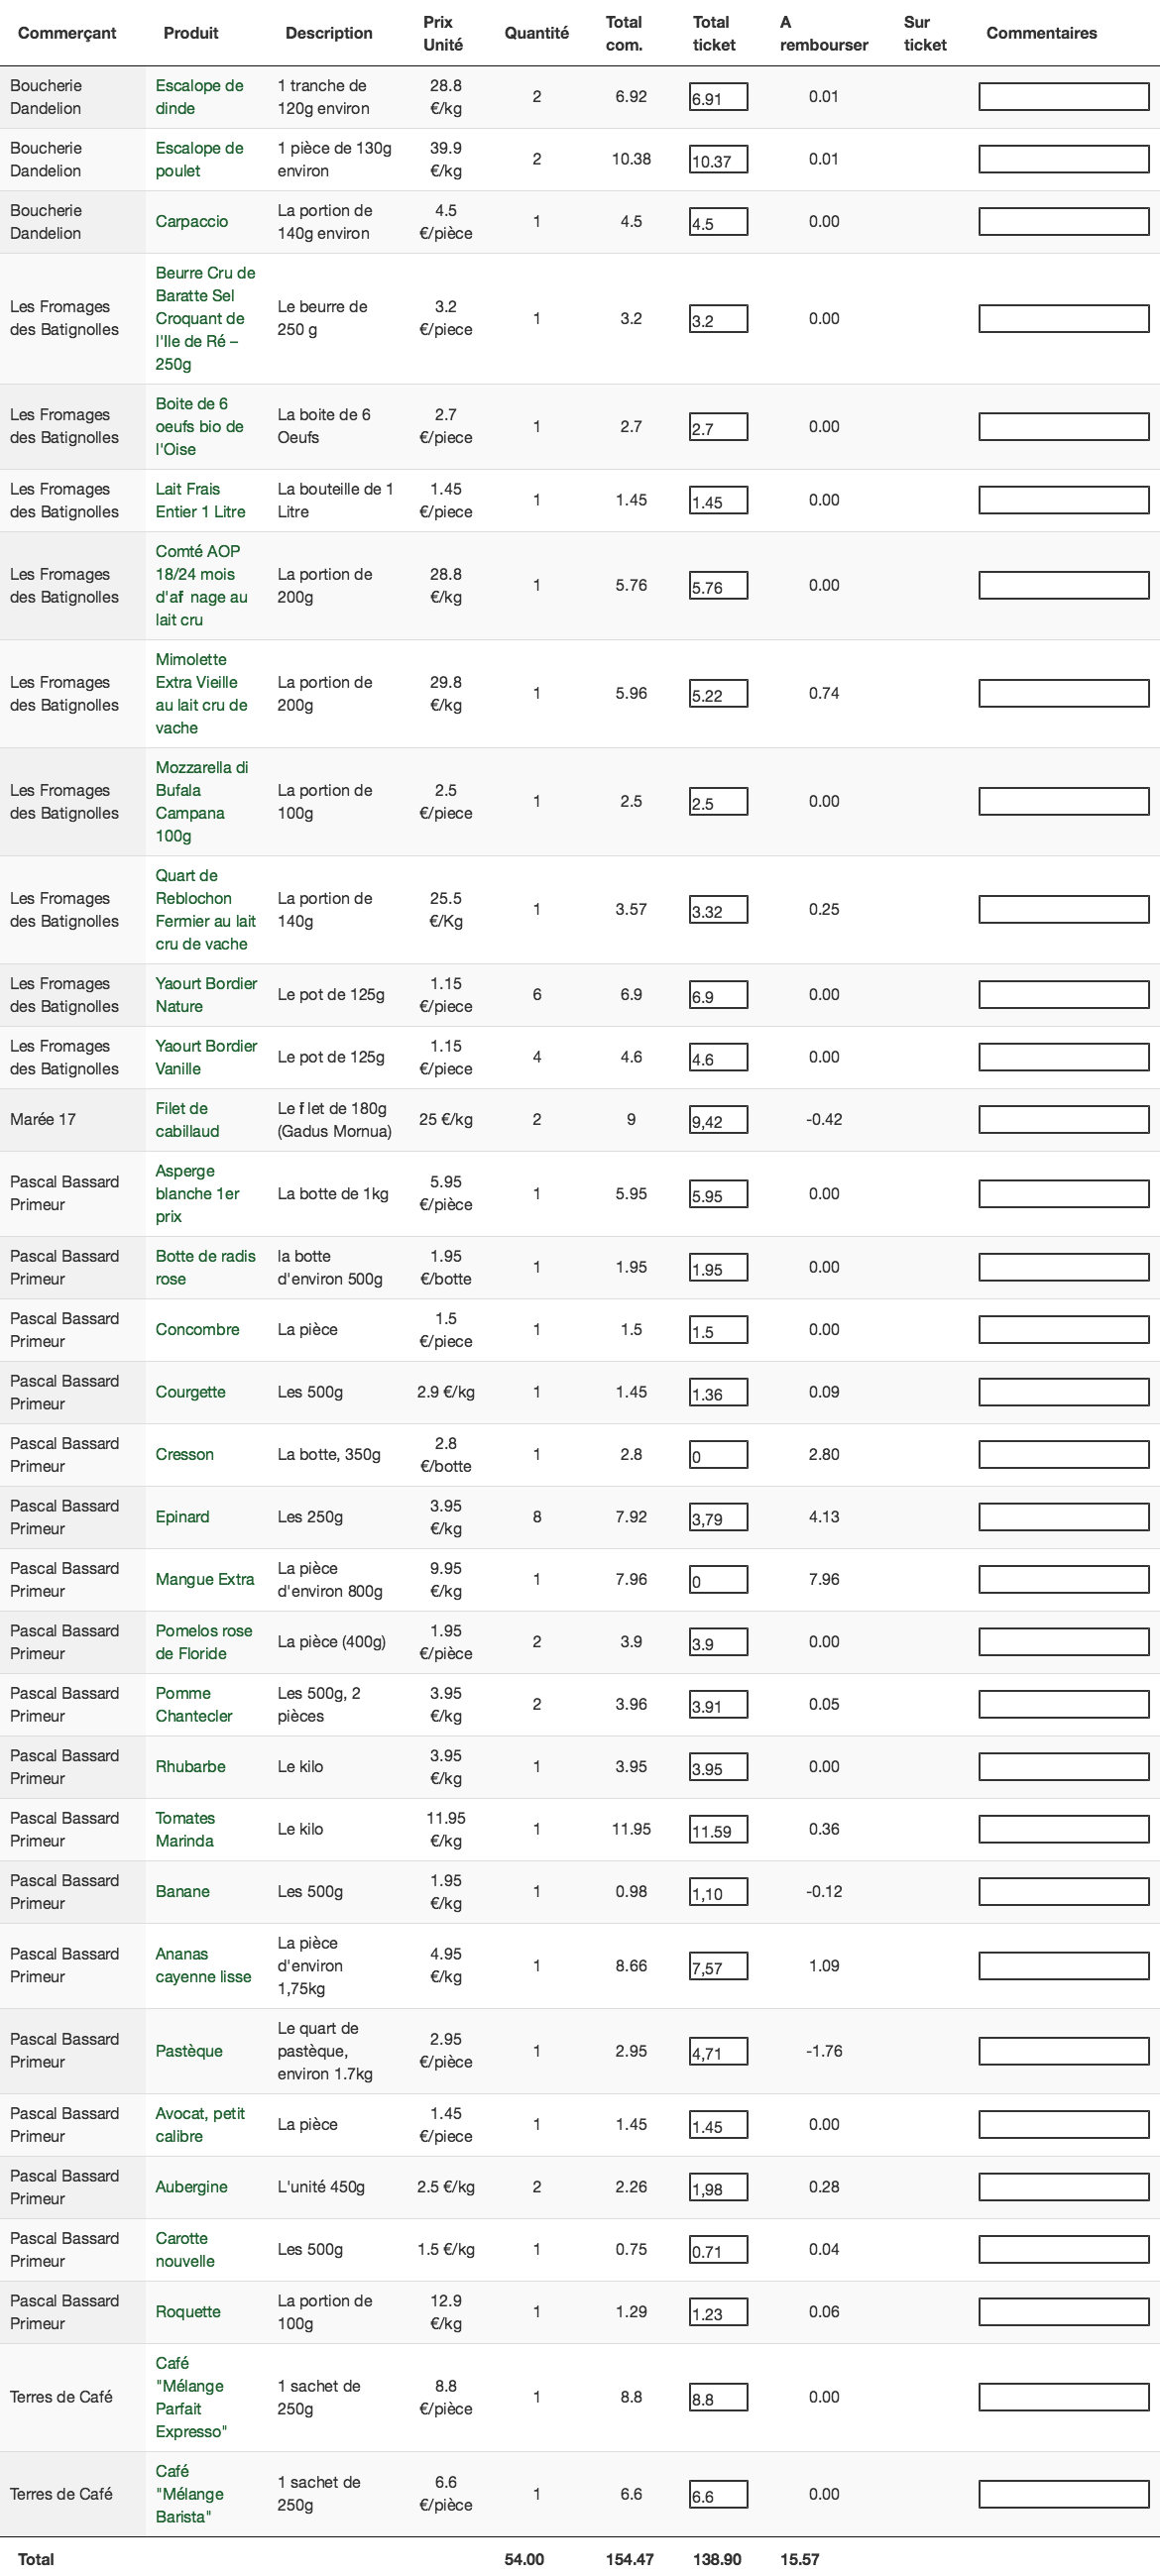 Commerçant Produit Description Prix Unité Quantité Total com. Total ticket A rembourser Sur ticket Commentaires
Boucherie Dandelion Escalope de dinde 1 tranche de 120g environ 28.8 €/kg 2 6.92 6.91 0.01
Boucherie Dandelion Escalope de poulet 1 pièce de 130g environ 39.9 €/kg 2 10.38 10.37 0.01
Boucherie Dandelion Carpaccio La portion de 140g environ 4.5 €/pièce 1 4.5 4.5 0.00
Les Fromages des Batignolles Beurre Cru de Baratte Sel Croquant de l'Ile de Ré – 250g Le beurre de 250 g 3.2 €/piece 1 3.2 3.2 0.00
Les Fromages des Batignolles Boite de 6 oeufs bio de l'Oise La boite de 6 Oeufs 2.7 €/piece 1 2.7 2.7 0.00
Les Fromages des Batignolles Lait Frais Entier 1 Litre La bouteille de 1 Litre 1.45 €/piece 1 1.45 1.45 0.00
Les Fromages des Batignolles Comté AOP 18/24 mois d'af nage au lait cru La portion de 200g 28.8 €/kg 1 5.76 5.76 0.00
Les Fromages des Batignolles Mimolette Extra Vieille au lait cru de vache La portion de 200g 29.8 €/kg 1 5.96 5.22 0.74
Les Fromages des Batignolles Mozzarella di Bufala Campana 100g La portion de 100g 2.5 €/piece 1 2.5 2.5 0.00
Les Fromages des Batignolles Quart de Reblochon Fermier au lait cru de vache La portion de 140g 25.5 €/Kg 1 3.57 3.32 0.25
Les Fromages des Batignolles Yaourt Bordier Nature Le pot de 125g 1.15 €/piece 6 6.9 6.9 0.00
Les Fromages des Batignolles Yaourt Bordier Vanille Le pot de 125g 1.15 €/piece 4 4.6 4.6 0.00
Marée 17 Filet de cabillaud Le f let de 180g (Gadus Mornua) 25 €/kg 2 9 9,42 -0.42
Pascal Bassard Primeur Asperge blanche 1er prix La botte de 1kg 5.95 €/pièce 1 5.95 5.95 0.00
Pascal Bassard Primeur Botte de radis rose la botte d'environ 500g 1.95 €/botte 1 1.95 1.95 0.00
Pascal Bassard Primeur Concombre La pièce 1.5 €/piece 1 1.5 1.5 0.00
Pascal Bassard Primeur Courgette Les 500g 2.9 €/kg 1 1.45 1.36 0.09
Pascal Bassard Primeur Cresson La botte, 350g 2.8 €/botte 1 2.8 0 2.80
Pascal Bassard Primeur Epinard Les 250g 3.95 €/kg 8 7.92 3,79 4.13
Pascal Bassard Primeur Mangue Extra La pièce d'environ 800g 9.95 €/kg 1 7.96 0 7.96
Pascal Bassard Primeur Pomelos rose de Floride La pièce (400g) 1.95 €/pièce 2 3.9 3.9 0.00
Pascal Bassard Primeur Pomme Chantecler Les 500g, 2 pièces 3.95 €/kg 2 3.96 3.91 0.05
Pascal Bassard Primeur Rhubarbe Le kilo 3.95 €/kg 1 3.95 3.95 0.00
Pascal Bassard Primeur Tomates Marinda Le kilo 11.95 €/kg 1 11.95 11.59 0.36
Pascal Bassard Primeur Banane Les 500g 1.95 €/kg 1 0.98 1,10 -0.12
Pascal Bassard Primeur Ananas cayenne lisse La pièce d'environ 1,75kg 4.95 €/kg 1 8.66 7,57 1.09
Pascal Bassard Primeur Pastèque Le quart de pastèque, environ 1.7kg 2.95 €/pièce 1 2.95 4,71 -1.76
Pascal Bassard Primeur Avocat, petit calibre La pièce 1.45 €/piece 1 1.45 1.45 0.00
Pascal Bassard Primeur Aubergine L'unité 450g 2.5 €/kg 2 2.26 1,98 0.28
Pascal Bassard Primeur Carotte nouvelle Les 500g 1.5 €/kg 1 0.75 0.71 0.04
Pascal Bassard Primeur Roquette La portion de 100g 12.9 €/kg 1 1.29 1.23 0.06
Terres de Café Café "Mélange Parfait Expresso" 1 sachet de 250g 8.8 €/pièce 1 8.8 8.8 0.00
Terres de Café Café "Mélange Barista" 1 sachet de 250g 6.6 €/pièce 1 6.6 6.6 0.00
Total 54.00 154.47 138.90 15.57